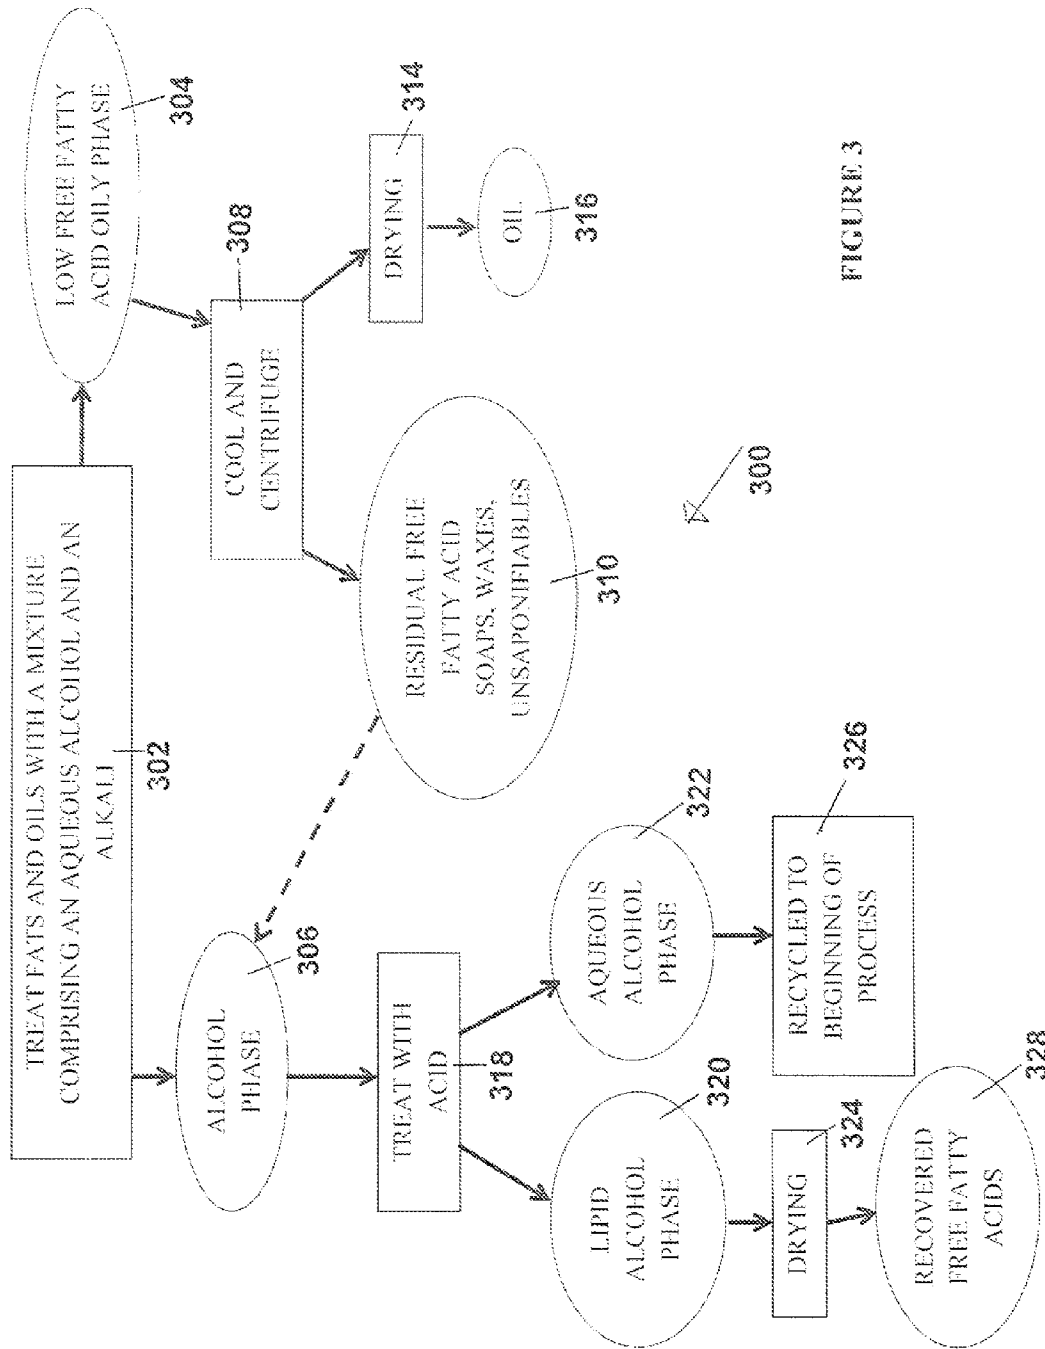 TREAT FATS AND OILS WITH A MIXTURE
COMPRISING AN AQUEOUS ALCOHOL AND AN
ALKALI
302
LOW FREE FATTY
ACID OILY PHASE
304
ALCOHOL
PHASE
306
COOL AND
CENTRIFUGE
308
RESIDUAL FREE
FATTY ACID
SOAPS, WAXES,
UNSAPONIFIABLES
310
DRYING
314
OIL
316
TREAT WITH
ACID
318
LIPID
ALCOHOL
PHASE
320
AQUEOUS
ALCOHOL
PHASE
322
DRYING
324
RECYCLED TO
BEGINNING OF
PROCESS
326
RECOVERED
FREE FATTY
ACIDS
328
300
FIGURE 3